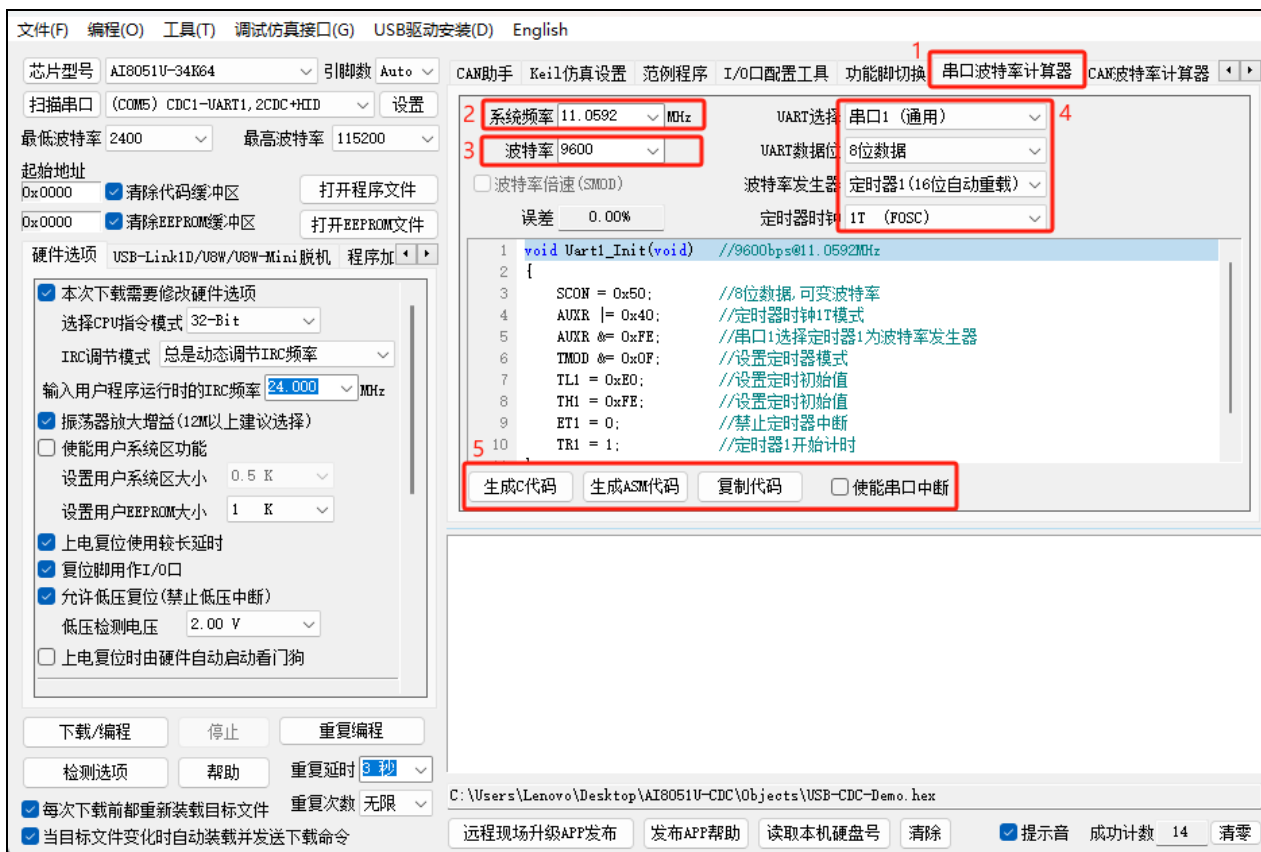 文件(F) 编程(O) 工具(T) 调试仿真接口(G) USB驱动安装(D) English
芯片型号 AI8051U-34K64 引脚数 Auto
扫描串口 (COM5) CDC1-UART1,2CDC+HID 设置
最低波特率 2400 最高波特率 115200
起始地址
0x0000 清除代码缓冲区 打开程序文件
0x0000 清除EEPROM缓冲区 打开EEPROM文件
硬件选项 USB-Link1D/U8W/U8W-Mini脱机 程序加
本次下载需要修改硬件选项
选择CPU指令模式 32-Bit
IRC调节模式 总是动态调节IRC频率
输入用户程序运行时的IRC频率 24.000 MHz
振荡器放大增益(12M以上建议选择)
使能用户系统区功能
设置用户系统区大小 0.5 K
设置用户EEPROM大小 1 K
上电复位使用较长延时
复位脚用作I/O口
允许低压复位(禁止低压中断)
低压检测电压 2.00 V
上电复位时由硬件自动启动看门狗
下载/编程 停止 重复编程
检测选项 帮助 重复延时 3 秒
每次下载前都重新装载目标文件 重复次数 无限
当目标文件变化时自动装载并发送下载命令
1
CAN助手 Keil仿真设置 范例程序 I/O口配置工具 功能脚切换 串口波特率计算器 CAN波特率计算器
2 系统频率 11.0592 MHz UART选择 串口1 (通用) 4
3 波特率 9600 UART数据位 8位数据
波特率倍速(SMOD) 波特率发生器 定时器1(16位自动重载)
误差 0.00% 定时器时钟 1T (FOSC)
1 void Uart1_Init(void) //9600bps@11.0592MHz
2 {
3 SCON = 0x50; //8位数据,可变波特率
4 AUXR |= 0x40; //定时器时钟1T模式
5 AUXR &= 0xFE; //串口1选择定时器1为波特率发生器
6 TMOD &= 0x0F; //设置定时器模式
7 TL1 = 0xE0; //设置定时初始值
8 TH1 = 0xFE; //设置定时初始值
9 ET1 = 0; //禁止定时器中断
5 10 TR1 = 1; //定时器1开始计时
生成C代码 生成ASM代码 复制代码 使能串口中断
C:\Users\Lenovo\Desktop\AI8051U-CDC\Objects\USB-CDC-Demo.hex
远程现场升级APP发布 发布APP帮助 读取本机硬盘号 清除 提示音 成功计数 14 清零